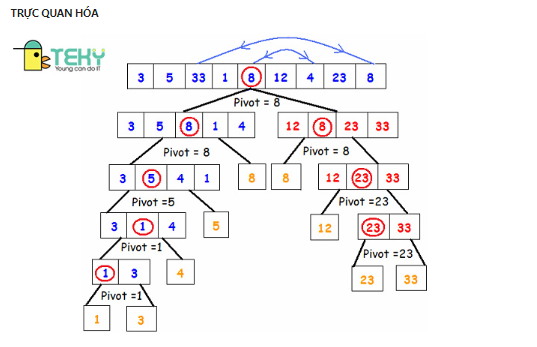 TRỰC QUAN HÓA
TEKY
Young can do IT
3 5 33 1 8 12 4 23 8
Pivot = 8
3 5 8 1 4 12 8 23 33
Pivot = 8 Pivot = 8
3 5 4 1 8 8 12 23 33
Pivot =5 Pivot =23
3 1 4 5 12 23 33
Pivot =1 Pivot =23
1 3 4 23 33
Pivot =1
1 3